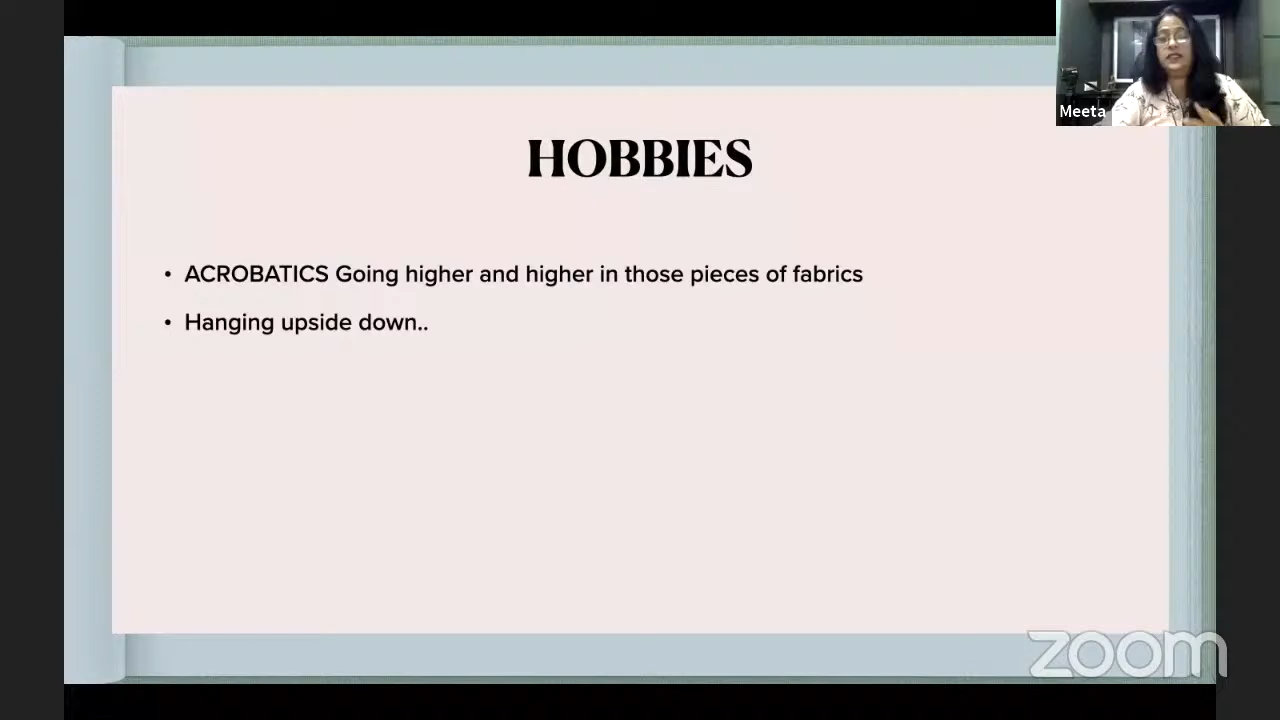 Meeta
HOBBIES
• ACROBATICS Going higher and higher in those pieces of fabrics
• Hanging upside down..
zoom